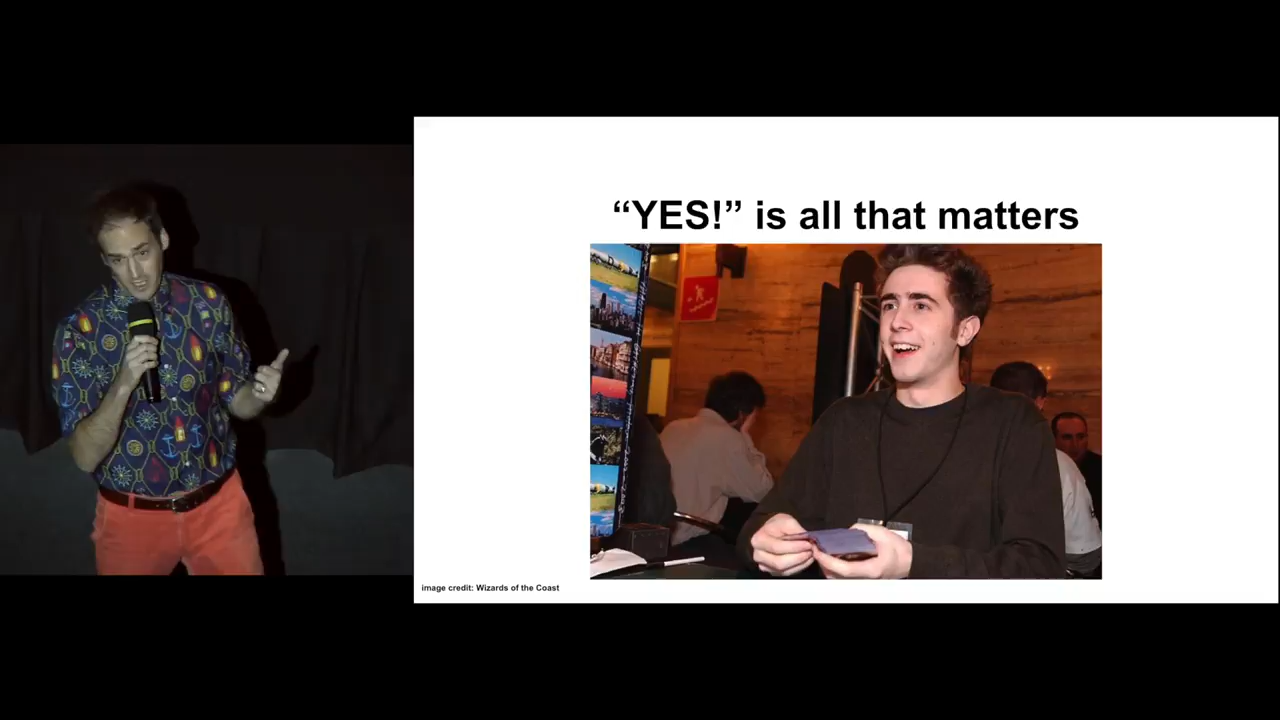 “YES!” is all that matters
image credit: Wizards of the Coast